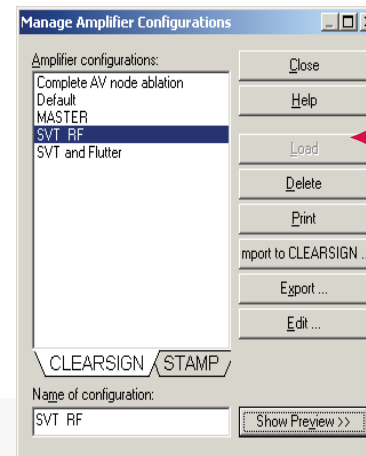 Manage Amplifier Configurations
Amplifier configurations:
Complete AV node ablation
Default
MASTER
SVT RF
SVT and Flutter
Close
Help
Load
Delete
Print
mport to CLEARSIGN ..
Export ...
Edit ...
CLEARSIGN
STAMP
Name of configuration:
SVT RF
Show Preview >>